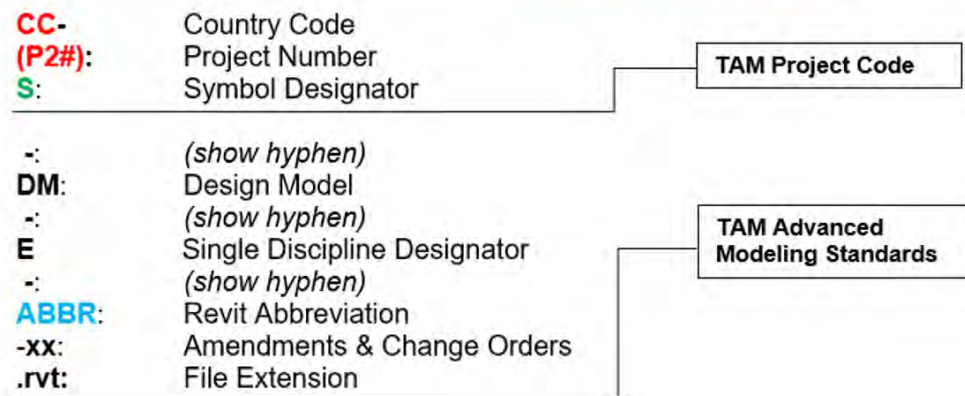 CC- Country Code
(P2#): Project Number
S: Symbol Designator
TAM Project Code
-: (show hyphen)
DM: Design Model
-: (show hyphen)
E Single Discipline Designator
-: (show hyphen)
ABBR: Revit Abbreviation
-xx: Amendments & Change Orders
.rvt: File Extension
TAM Advanced
Modeling Standards